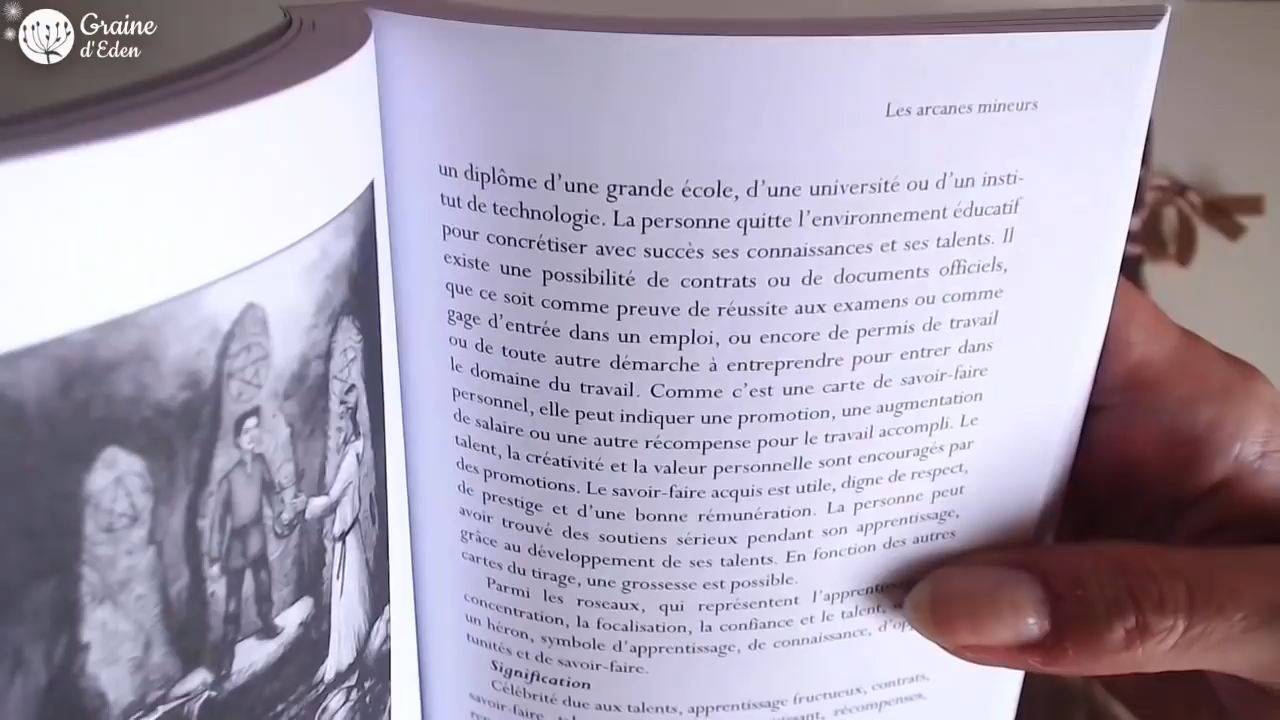 Graine
d'Eden
Les arcanes mineurs
un diplôme d'une grande école, d'une université ou d'un insti-
tut de technologie. La personne quitte l'environnement éducatif
pour concrétiser avec succès ses connaissances et ses talents. Il
existe une possibilité de contrats ou de documents officiels,
que ce soit comme preuve de réussite aux examens ou comme
gage d'entrée dans un emploi, ou encore de permis de travail
ou de toute autre démarche à entreprendre pour entrer dans
le domaine du travail. Comme c'est une carte de savoir-faire
personnel, elle peut indiquer une promotion, une augmentation
de salaire ou une autre récompense pour le travail accompli. Le
talent, la créativité et la valeur personnelle sont encouragés par
des promotions. Le savoir-faire acquis est utile, digne de respect,
de prestige et d'une bonne rémunération. La personne peut
avoir trouvé des soutiens sérieux pendant son apprentissage,
grâce au développement de ses talents. En fonction des autres
cartes du tirage, une grossesse est possible.
Parmi les roseaux, qui représentent
concentration, la focalisation, la confiance et le talent,
un héron, symbole d'apprentissage, de connaissance,
tunités et de savoir-faire.
Signification
Célébrité due aux talents, apprentissage fructueux, contrats,
savoir-faire, récompenses,